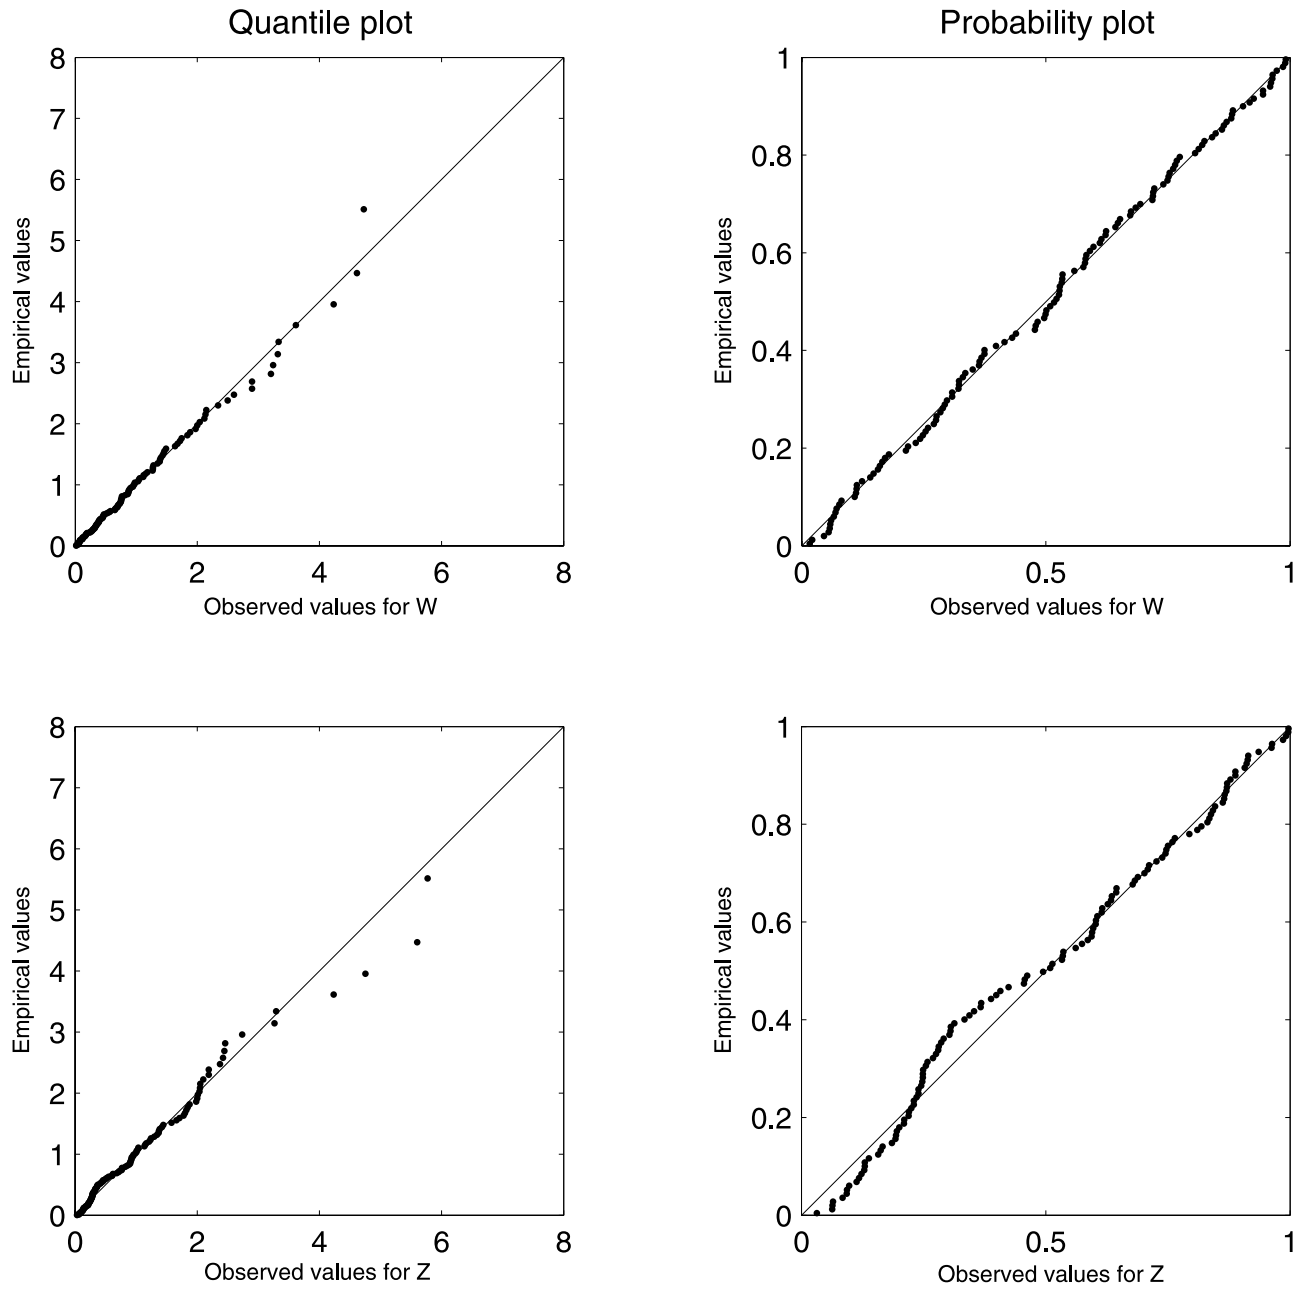 Quantile plot
8
7
6
5
4
3
2
1
0
Empirical values
0 2 4 6 8
Observed values for W
Probability plot
1
0.8
0.6
0.4
0.2
0
Empirical values
0 0.5 1
Observed values for W
8
7
6
5
4
3
2
1
0
Empirical values
0 2 4 6 8
Observed values for Z
1
0.8
0.6
0.4
0.2
0
Empirical values
0 0.5 1
Observed values for Z